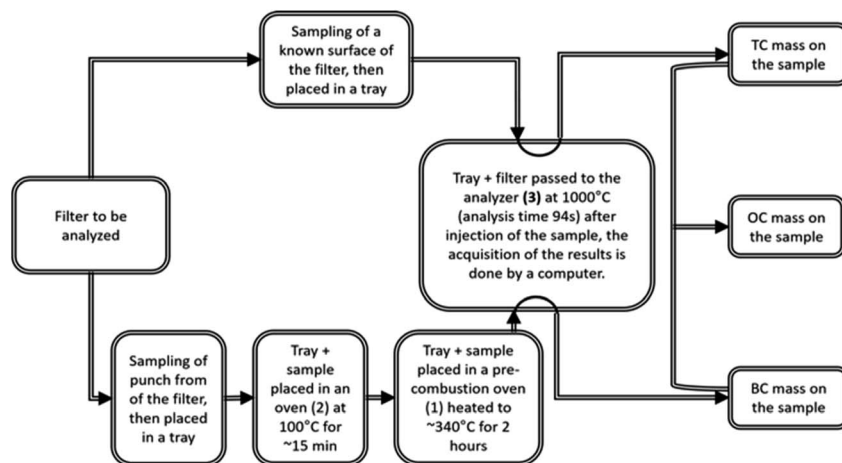 Sampling of a
known surface of
the filter, then
placed in a tray
TC mass on
the sample
Filter to be
analyzed
Tray + filter passed to the
analyzer (3) at 1000°C
(analysis time 94s) after
injection of the sample, the
acquisition of the results is
done by a computer.
OC mass on
the sample
Sampling of
punch from
of the filter,
then placed
in a tray
Tray +
sample
placed in an
oven (2) at
100°C for
~15 min
Tray + sample
placed in a pre-
combustion oven
(1) heated to
~340°C for 2
hours
BC mass on
the sample